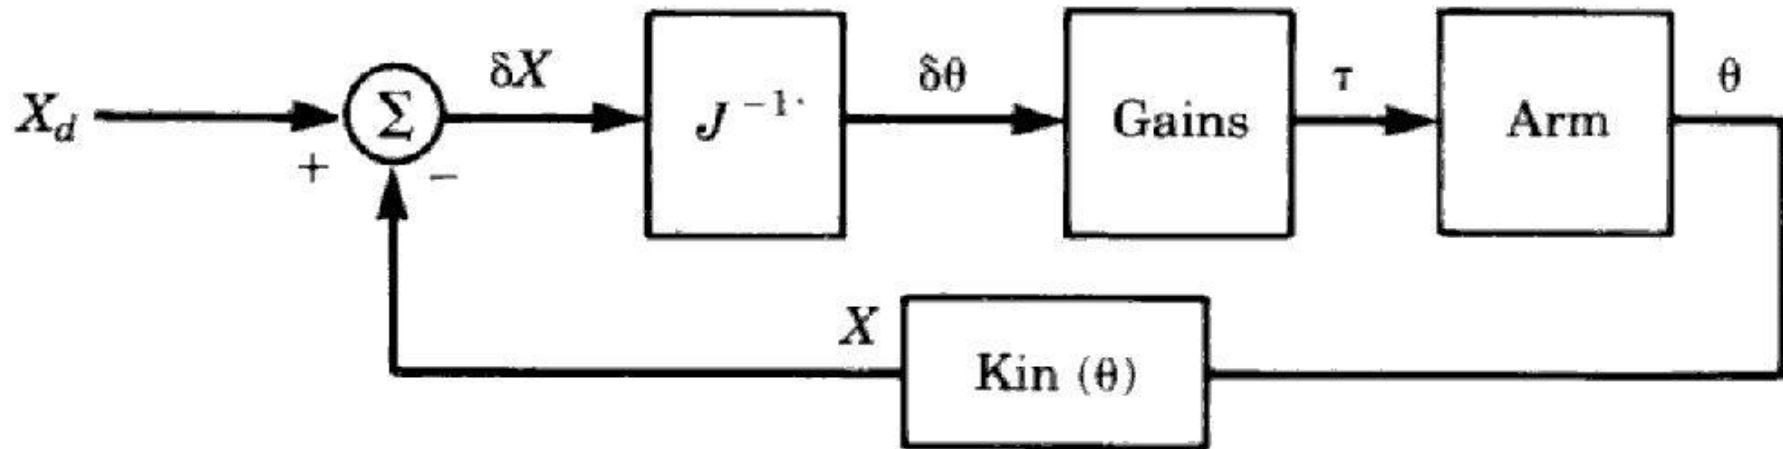 δX δθ τ θ
X_d Σ J⁻¹· Gains Arm
+ −
X
Kin (θ)